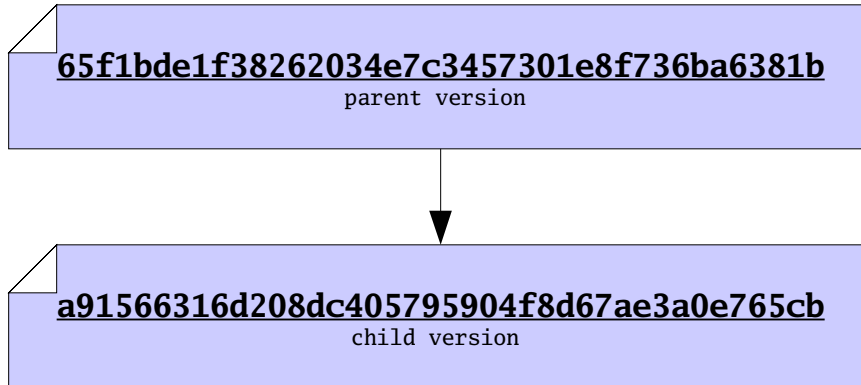 65f1bde1f38262034e7c3457301e8f736ba6381b
parent version
a91566316d208dc405795904f8d67ae3a0e765cb
child version